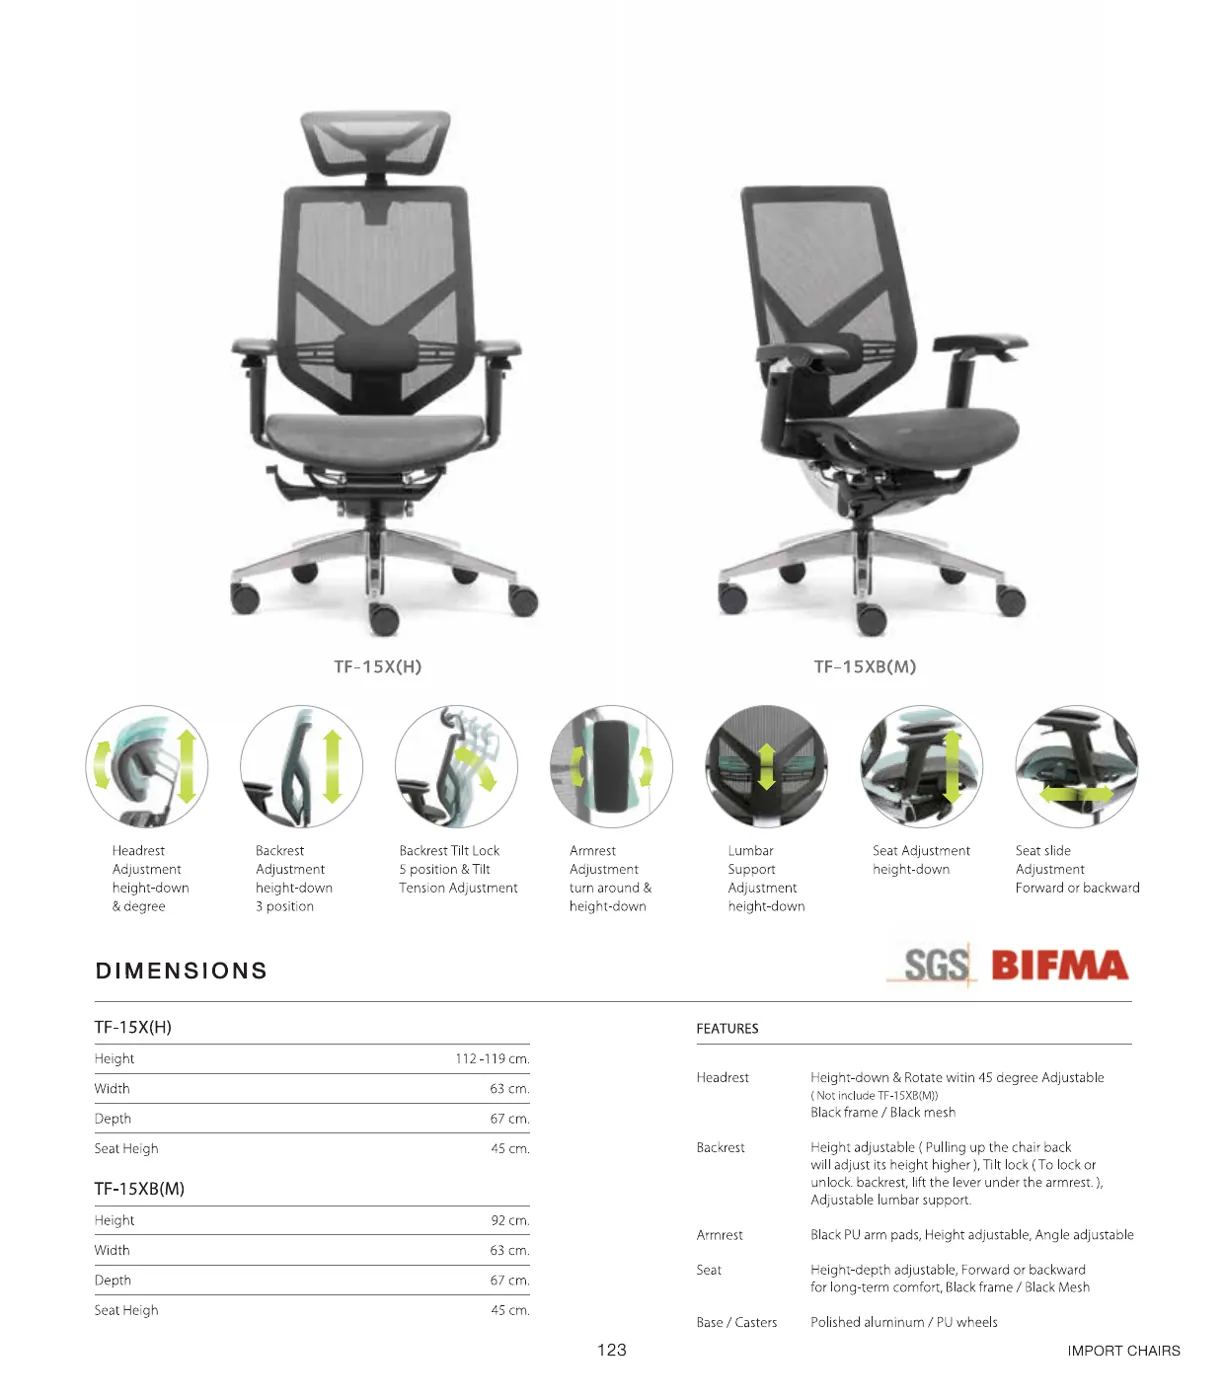 TF-15X(H)
TF-15XB(M)
Headrest
Adjustment
height-down
& degree
Backrest
Adjustment
height-down
3 position
Backrest Tilt Lock
5 position & Tilt
Tension Adjustment
Armrest
Adjustment
turn around &
height-down
Lumbar
Support
Adjustment
height-down
Seat Adjustment
height-down
Seat slide
Adjustment
Forward or backward
DIMENSIONS
SGS BIFMA
TF-15X(H)
Height 112 -119 cm.
Width 63 cm.
Depth 67 cm.
Seat Heigh 45 cm.
TF-15XB(M)
Height 92 cm.
Width 63 cm.
Depth 67 cm.
Seat Heigh 45 cm.
FEATURES
Headrest Height-down & Rotate witin 45 degree Adjustable
( Not include TF-15XB(M))
Black frame / Black mesh
Backrest Height adjustable ( Pulling up the chair back
will adjust its height higher ), Tilt lock ( To lock or
unlock. backrest, lift the lever under the armrest. ),
Adjustable lumbar support.
Armrest Black PU arm pads, Height adjustable, Angle adjustable
Seat Height-depth adjustable, Forward or backward
for long-term comfort, Black frame / Black Mesh
Base / Casters Polished aluminum / PU wheels
123
IMPORT CHAIRS